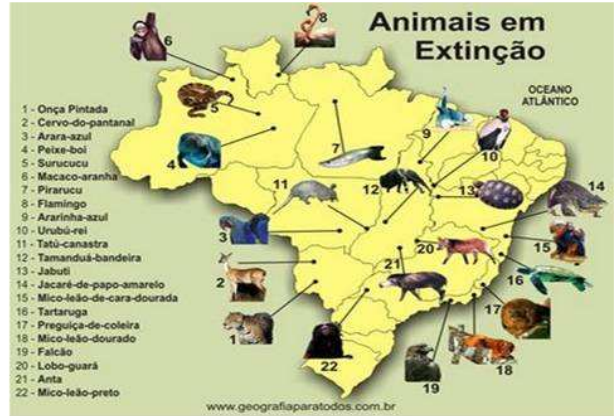 Animais em
Extinção
OCEANO
ATLÂNTICO
1 - Onça Pintada
2 - Cervo-do-pantanal
3 - Arara-azul
4 - Peixe-boi
5 - Surucucu
6 - Macaco-aranha
7 - Pirarucu
8 - Flamingo
9 - Ararinha-azul
10 - Urubú-rei
11 - Tatú-canastra
12 - Tamanduá-bandeira
13 - Jabuti
14 - Jacaré-de-papo-amarelo
15 - Mico-leão-de-cara-dourada
16 - Tartaruga
17 - Preguiça-de-coleira
18 - Mico-leão-dourado
19 - Falcão
20 - Lobo-guará
21 - Anta
22 - Mico-leão-preto
6
8
5
4
7
9
10
11
12
13
14
3
20
15
2
21
16
1
22
17
19
18
www.geografiaparatodos.com.br